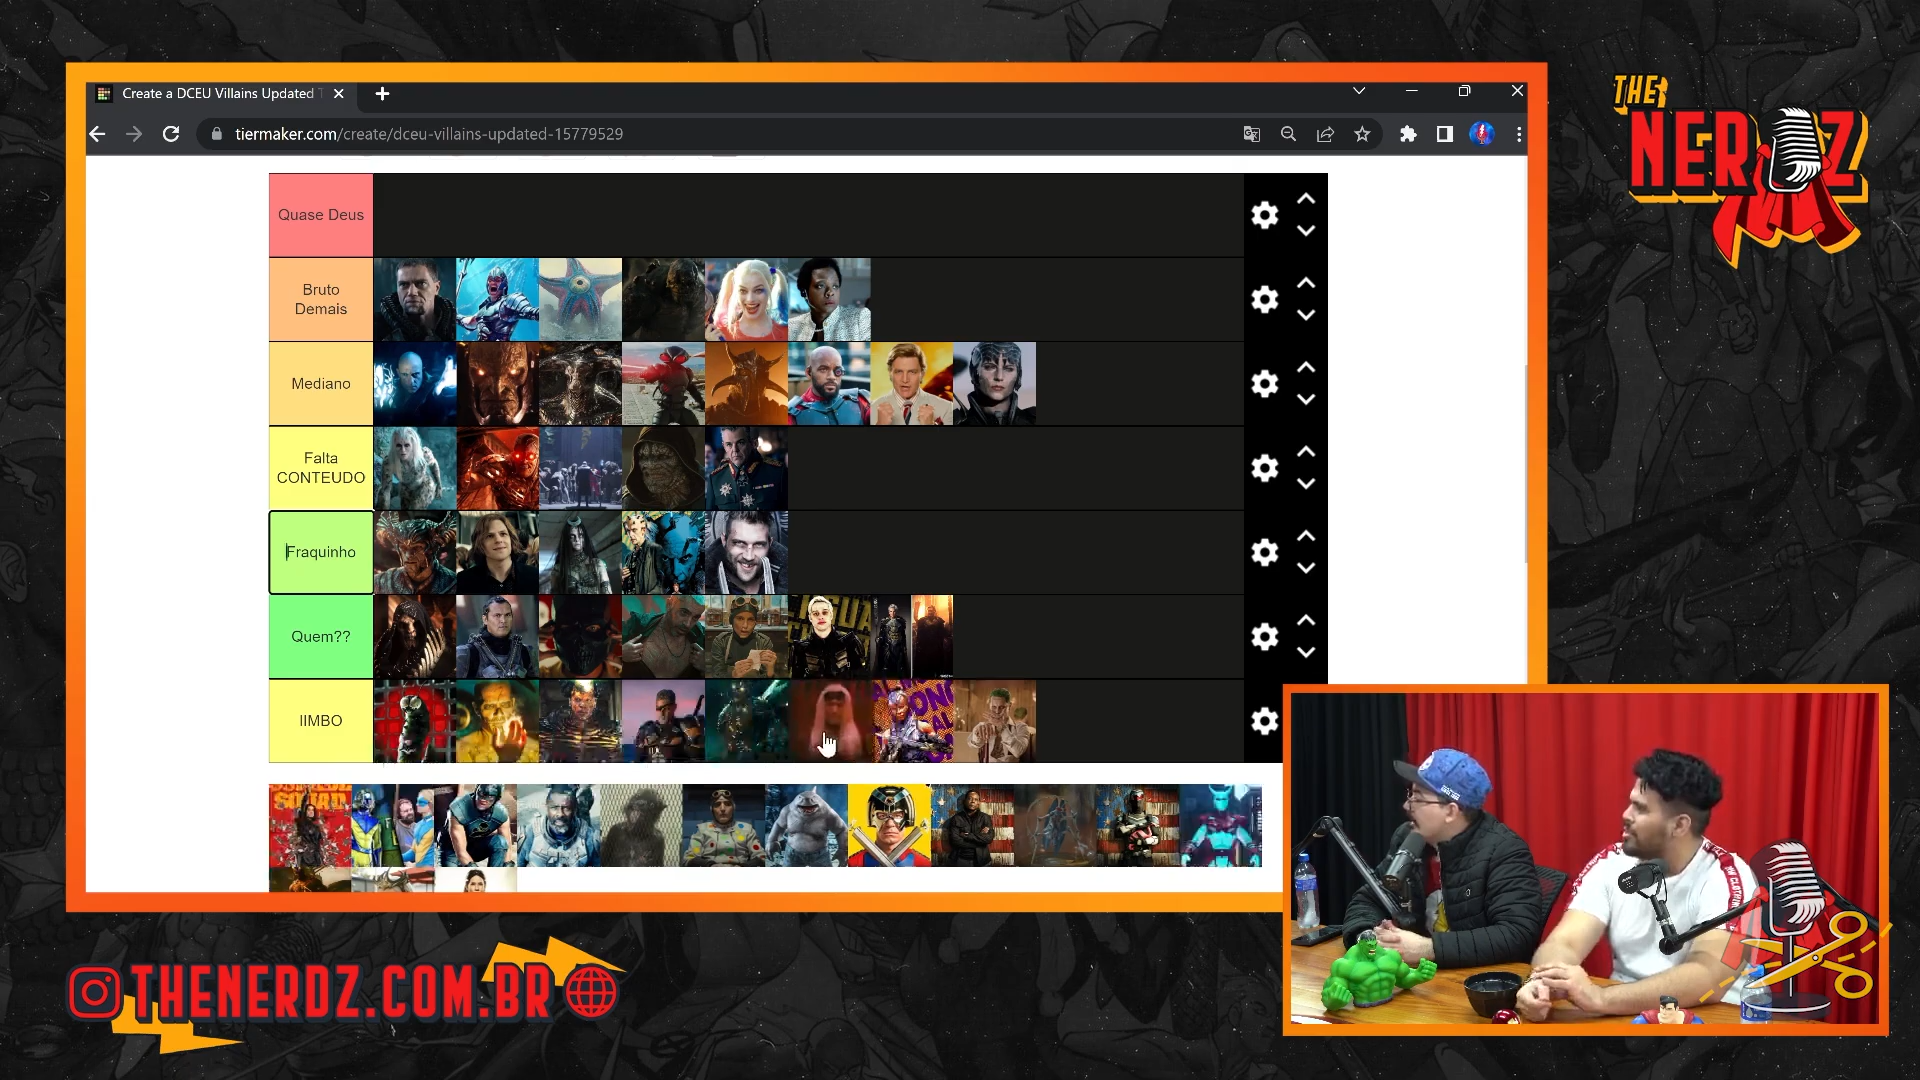 Create a DCEU Villains Updated T
tiermaker.com/create/dceu-villains-updated-15779529
THE
NERDZ
Quase Deus
Bruto
Demais
Mediano
Falta
CONTEUDO
Fraquinho
Quem??
IIMBO
THENERDZ.COM.BR